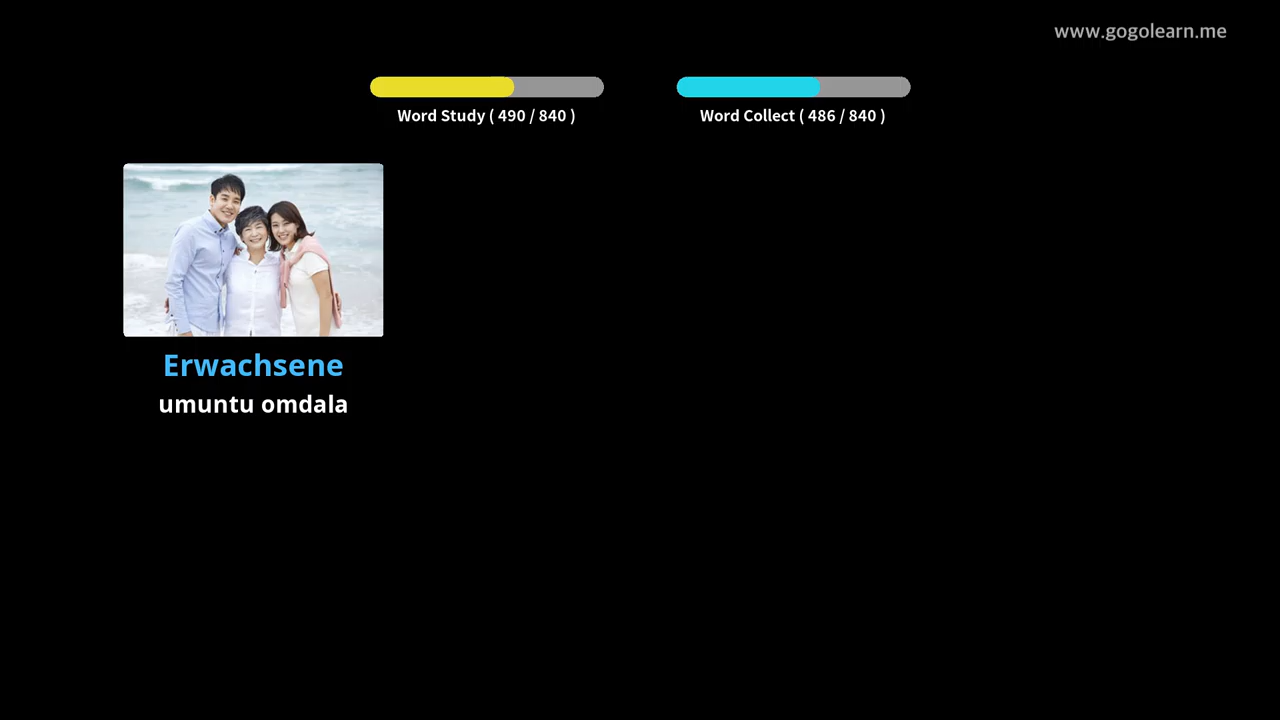 www.gogolearn.me
Word Study ( 490 / 840 )
Word Collect ( 486 / 840 )
Erwachsene
umuntu omdala